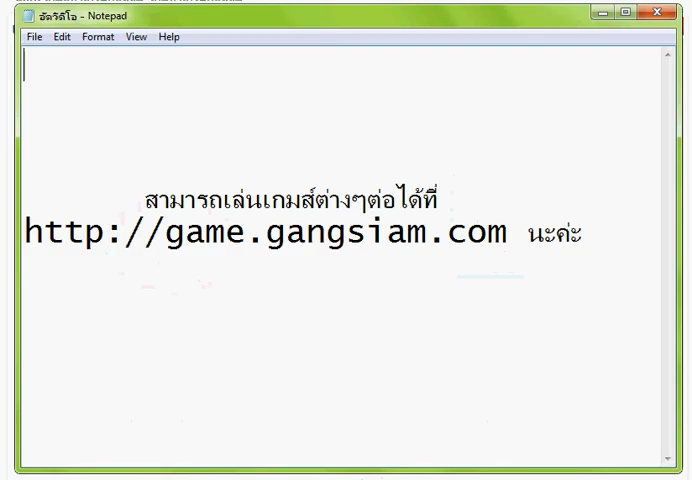 อัดวิดีโอ - Notepad
File Edit Format View Help
สามารถเล่นเกมส์ต่างๆต่อได้ที่
http://game.gangsiam.com นะค่ะ